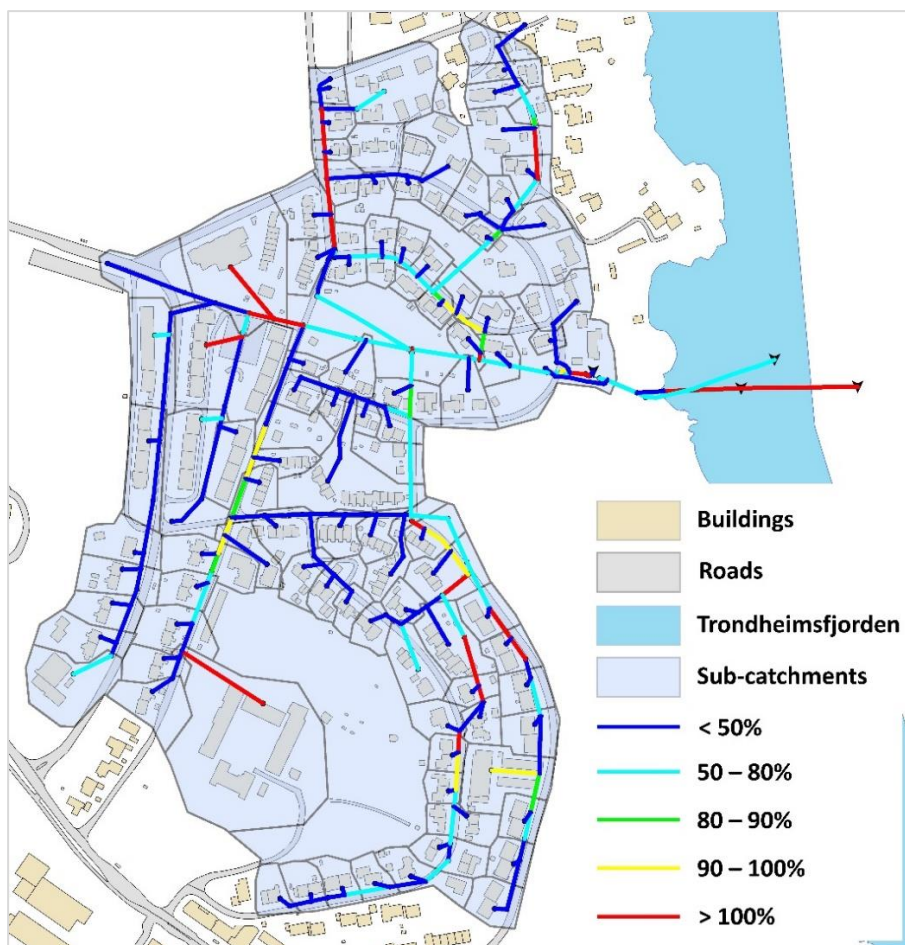 Buildings
Roads
Trondheimsfjorden
Sub-catchments
< 50%
50 – 80%
80 – 90%
90 – 100%
> 100%